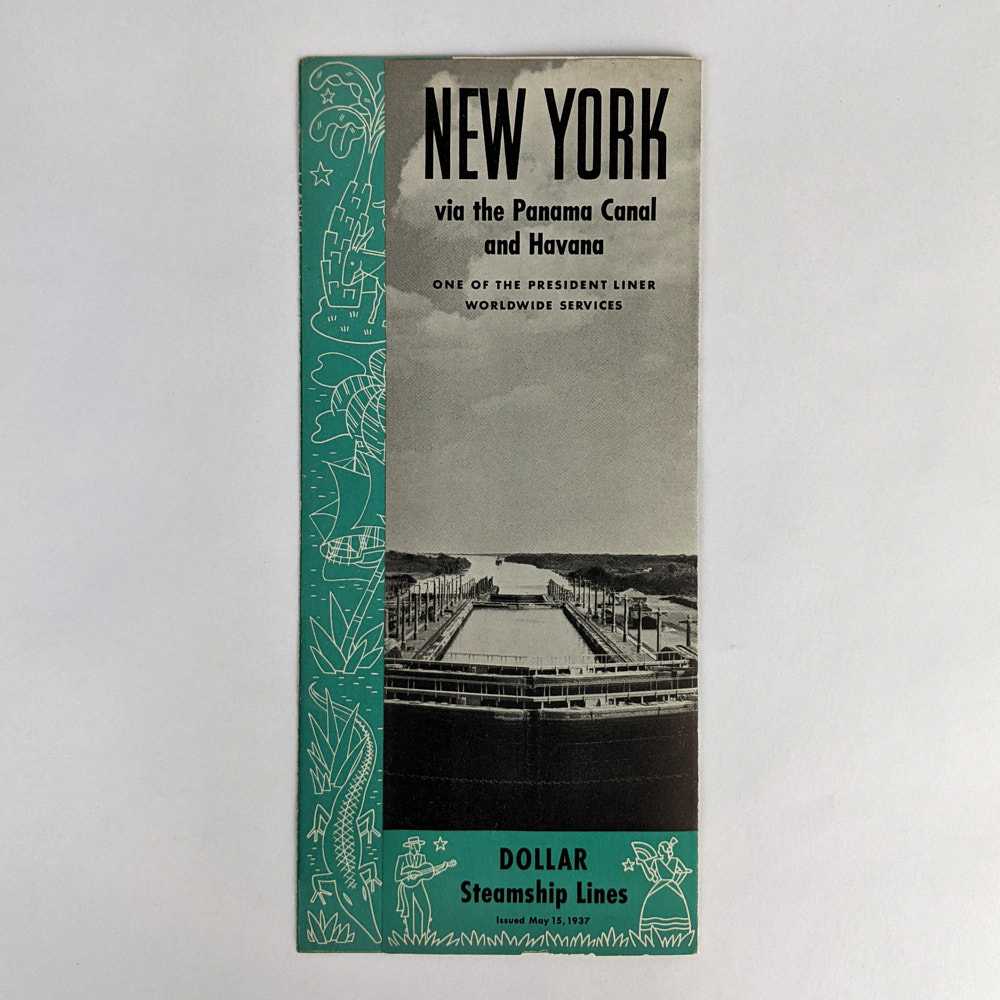 NEW YORK
via the Panama Canal
and Havana
ONE OF THE PRESIDENT LINER
WORLDWIDE SERVICES
DOLLAR
Steamship Lines
Issued May 15, 1937